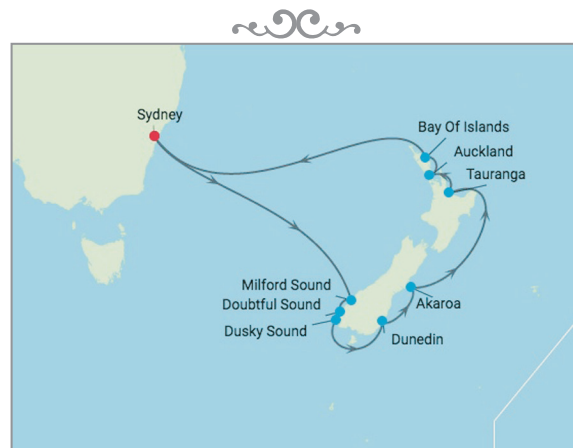 Sydney
Bay Of Islands
Auckland
Tauranga
Milford Sound
Doubtful Sound
Akaroa
Dusky Sound
Dunedin